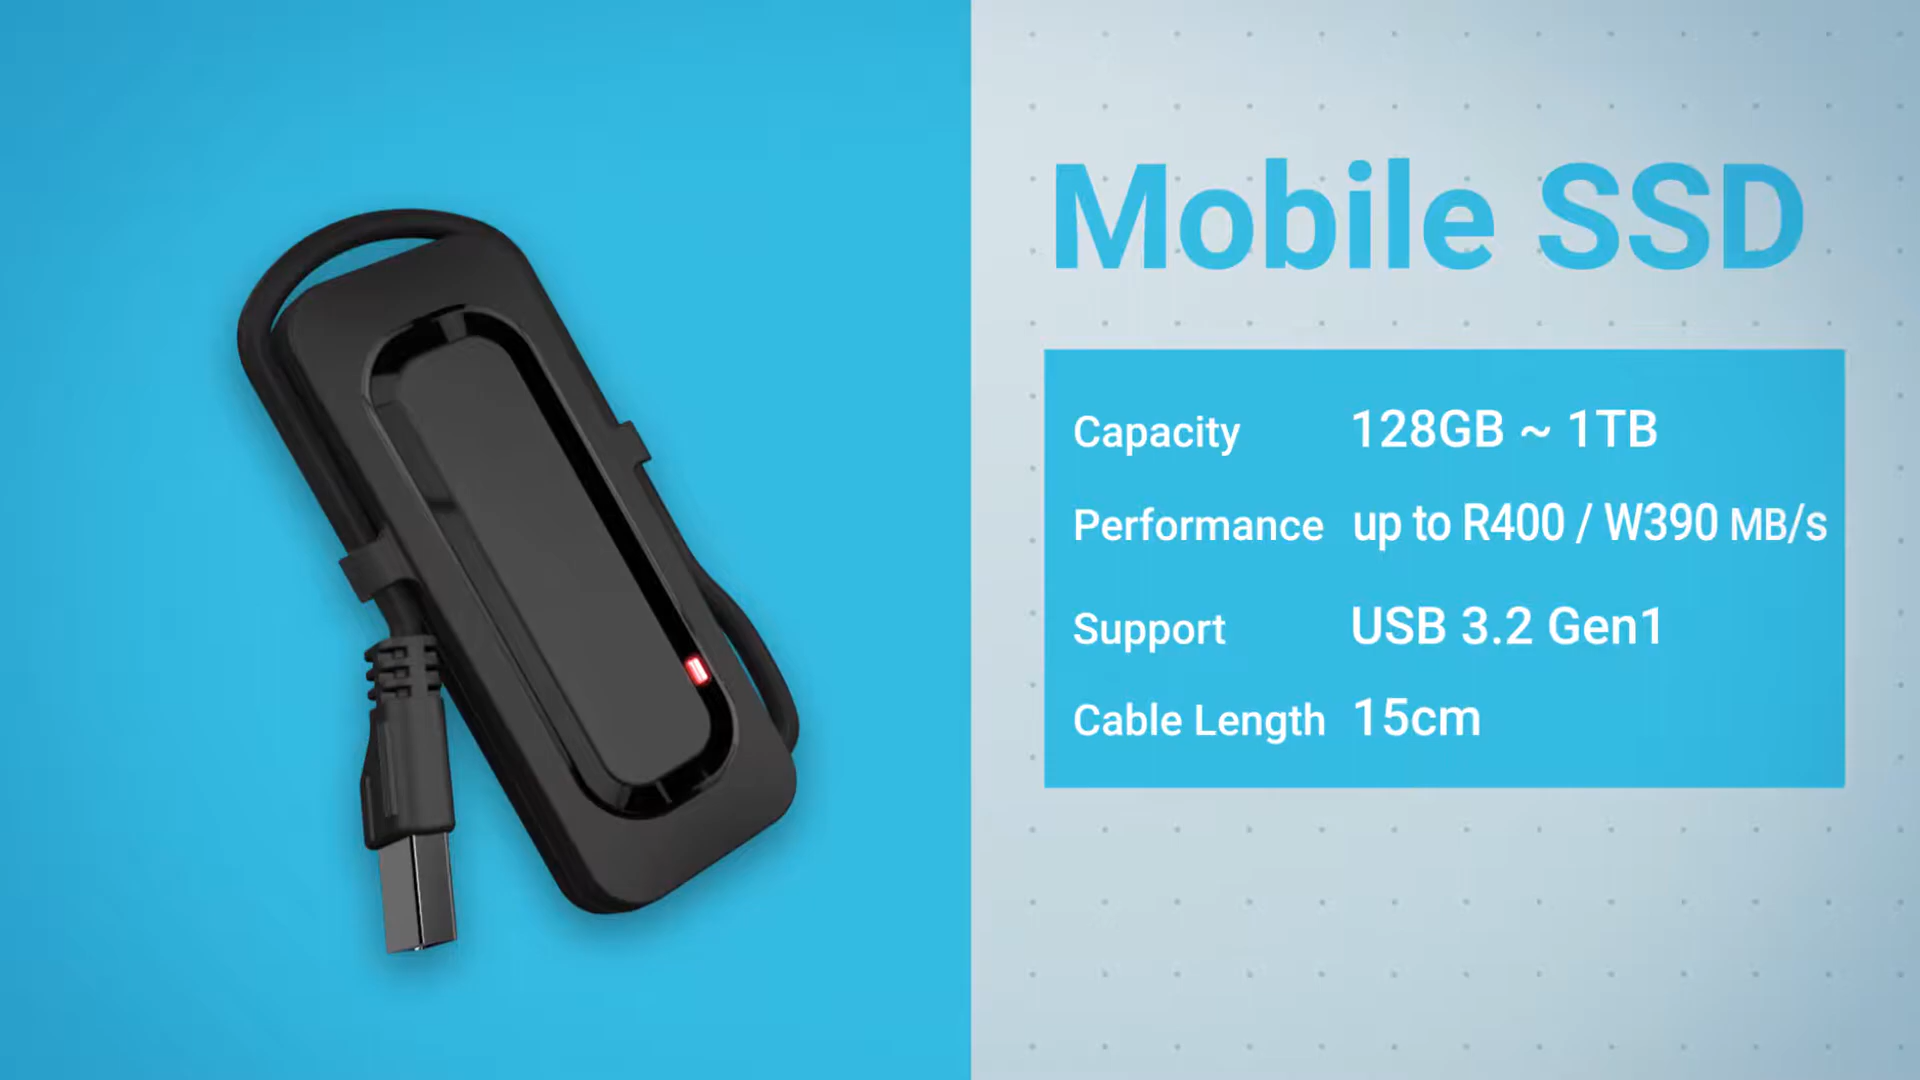 Mobile SSD
Capacity 128GB ~ 1TB
Performance up to R400 / W390 MB/s
Support USB 3.2 Gen1
Cable Length 15cm